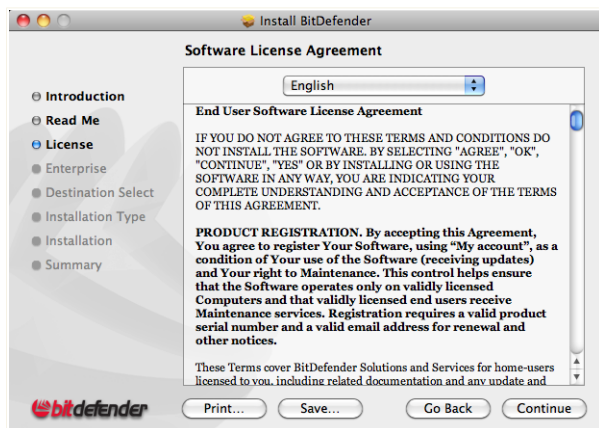 Install BitDefender
Software License Agreement
Introduction
Read Me
License
Enterprise
Destination Select
Installation Type
Installation
Summary
English
End User Software License Agreement
IF YOU DO NOT AGREE TO THESE TERMS AND CONDITIONS DO
NOT INSTALL THE SOFTWARE. BY SELECTING "AGREE", "OK",
"CONTINUE", "YES" OR BY INSTALLING OR USING THE
SOFTWARE IN ANY WAY, YOU ARE INDICATING YOUR
COMPLETE UNDERSTANDING AND ACCEPTANCE OF THE TERMS
OF THIS AGREEMENT.
PRODUCT REGISTRATION. By accepting this Agreement,
You agree to register Your Software, using “My account”, as a
condition of Your use of the Software (receiving updates)
and Your right to Maintenance. This control helps ensure
that the Software operates only on validly licensed
Computers and that validly licensed end users receive
Maintenance services. Registration requires a valid product
serial number and a valid email address for renewal and
other notices.
These Terms cover BitDefender Solutions and Services for home-users
licensed to you, including related documentation and any update and
bitdefender
Print...
Save...
Go Back
Continue